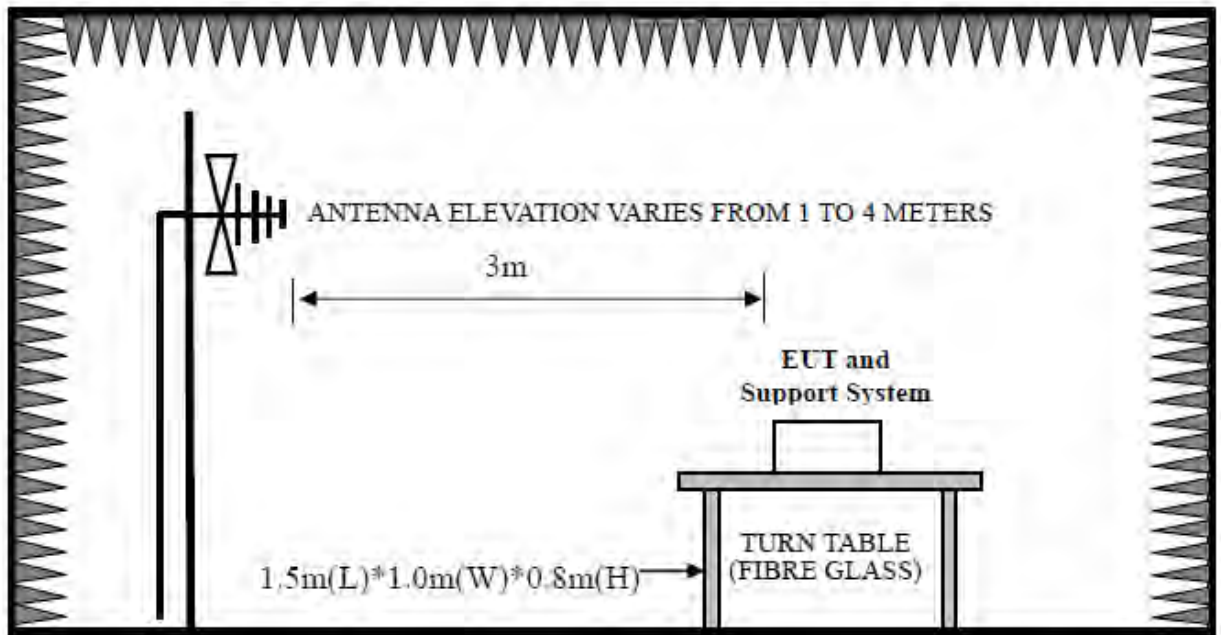 ANTENNA ELEVATION VARIES FROM 1 TO 4 METERS
3m
EUT and
Support System
TURN TABLE
(FIBRE GLASS)
1.5m(L)*1.0m(W)*0.8m(H)